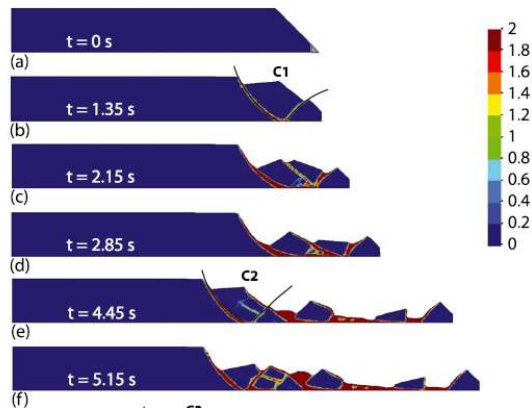 t = 0 s
(a)
C1
t = 1.35 s
(b)
t = 2.15 s
(c)
t = 2.85 s
(d)
C2
t = 4.45 s
(e)
t = 5.15 s
(f)
2
1.8
1.6
1.4
1.2
1
0.8
0.6
0.4
0.2
0